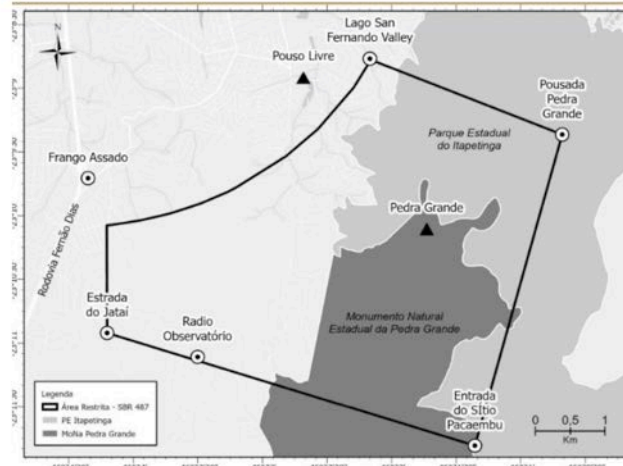 N
Lago San
Fernando Valley
Pouso Livre
Pousada
Pedra
Grande
Parque Estadual
do Itapetinga
Frango Assado
Rodovia Fernão Dias
Pedra Grande
Estrada
do Jataí
Radio
Observatório
Monumento Natural
Estadual da Pedra Grande
Entrada
do Sítio
Pacaembu
Legenda
Área Restrita - SBR 487
PE Itapetinga
MoNa Pedra Grande
0 0,5 1
Km